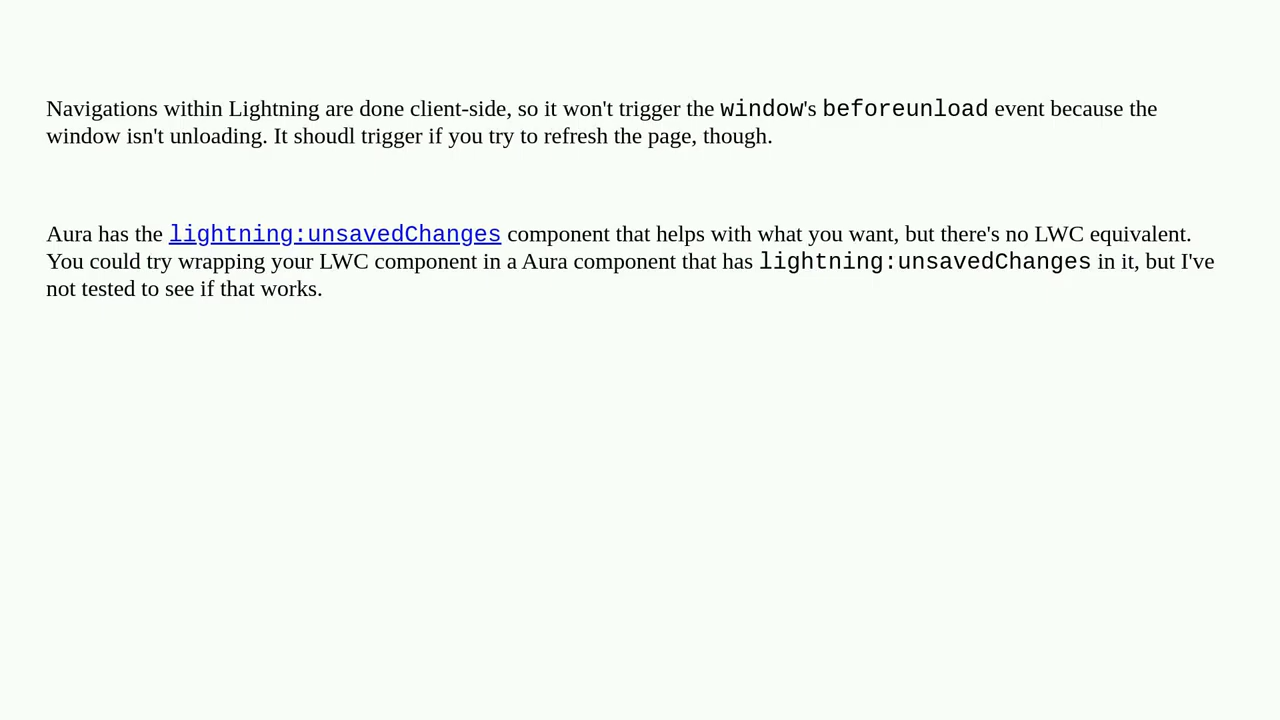 Navigations within Lightning are done client-side, so it won't trigger the window's beforeunload event because the
window isn't unloading. It shoudl trigger if you try to refresh the page, though.
Aura has the lightning:unsavedChanges component that helps with what you want, but there's no LWC equivalent.
You could try wrapping your LWC component in a Aura component that has lightning:unsavedChanges in it, but I've
not tested to see if that works.